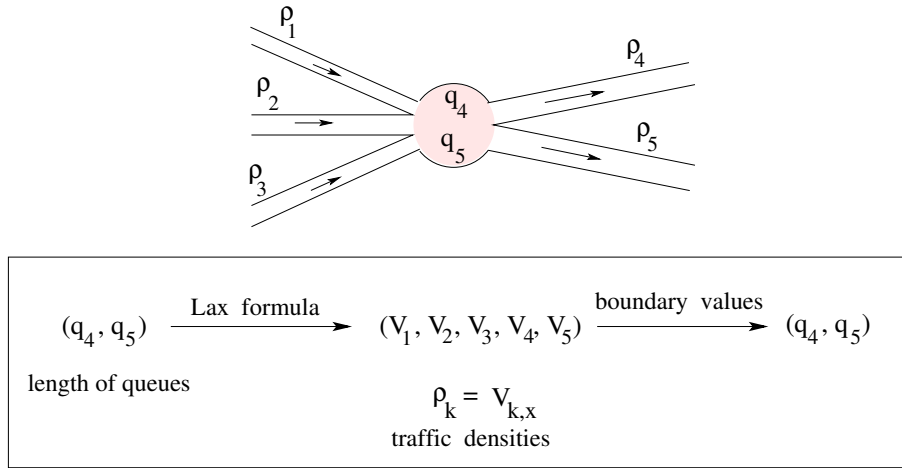 ρ₁
ρ₄
ρ₂
q₄
q₅
ρ₅
ρ₃
Lax formula
boundary values
(q₄, q₅)
(V₁, V₂, V₃, V₄, V₅)
(q₄, q₅)
length of queues
ρₖ = Vₖ,ₓ
traffic densities